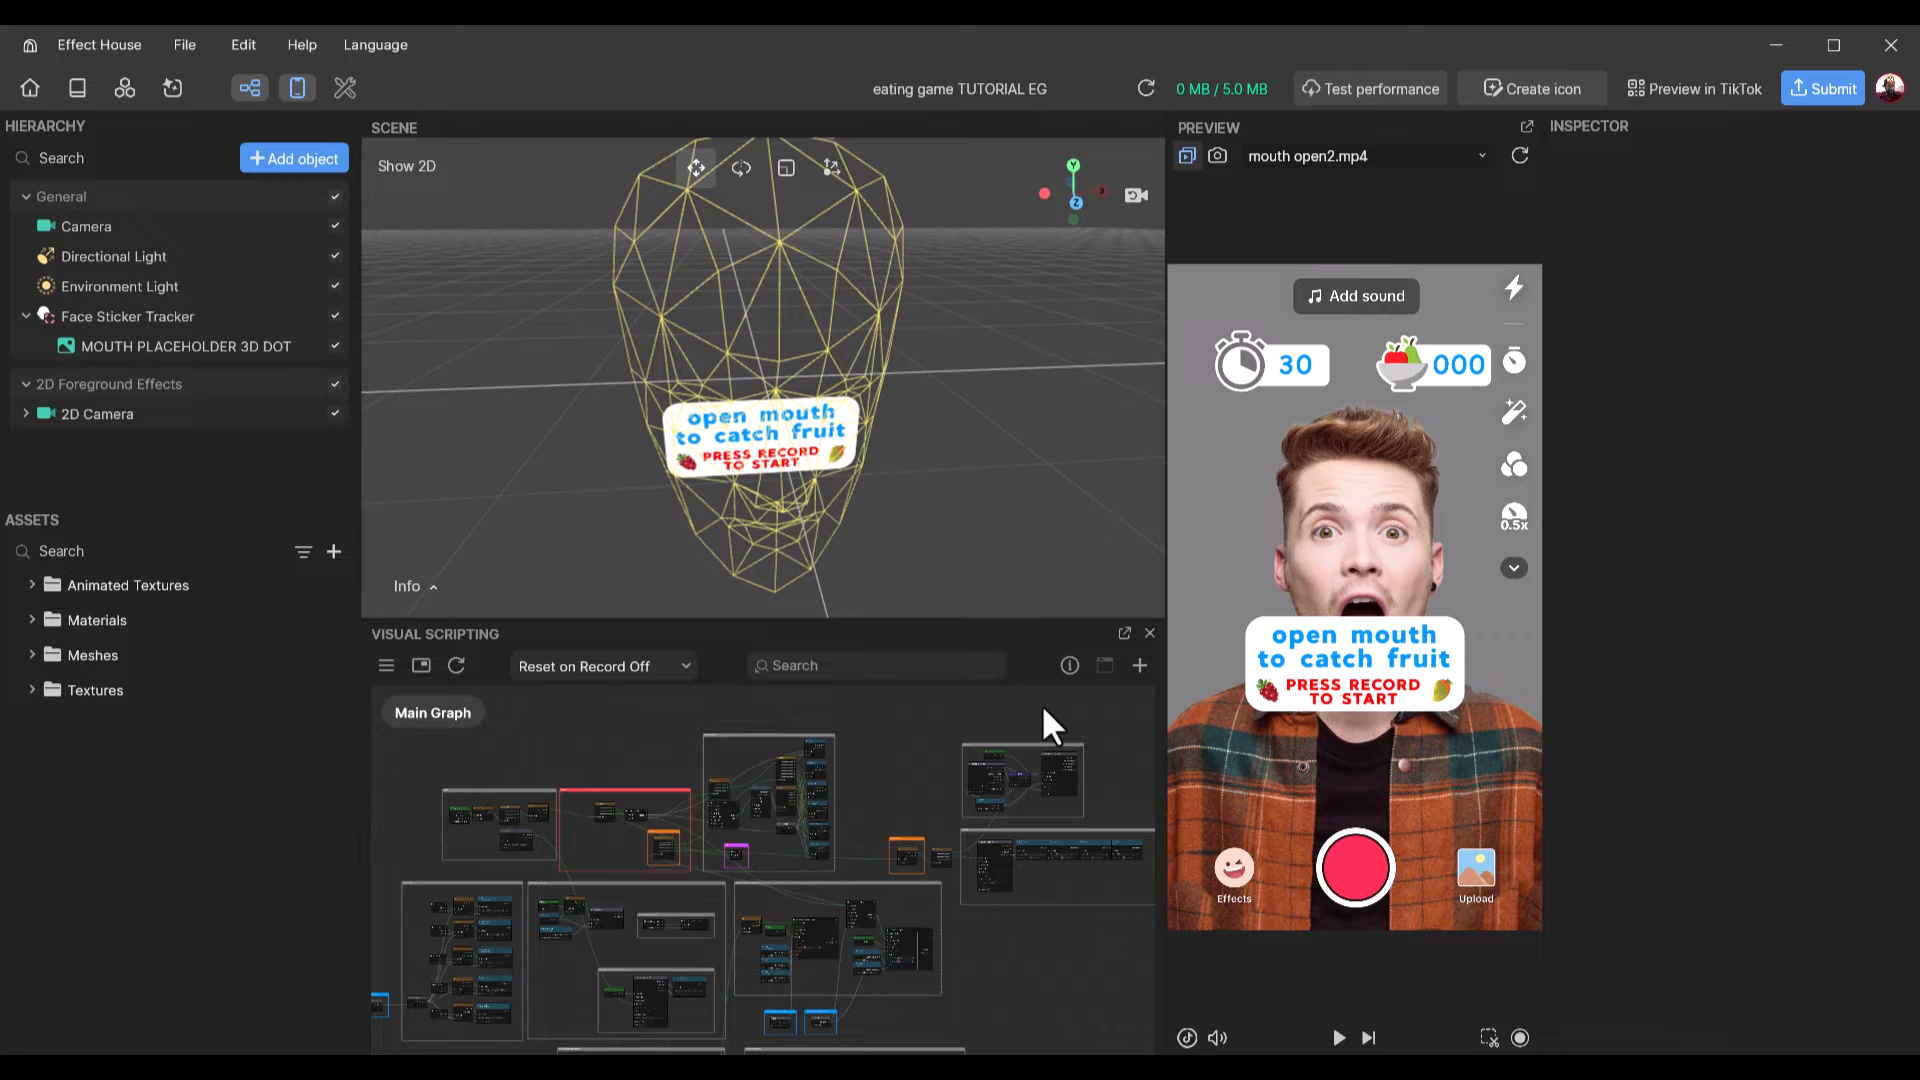 Effect House File Edit Help Language
eating game TUTORIAL EG
0 MB / 5.0 MB
Test performance
Create icon
Preview in TikTok
Submit
HIERARCHY
Search
Add object
General
Camera
Directional Light
Environment Light
Face Sticker Tracker
MOUTH PLACEHOLDER 3D DOT
2D Foreground Effects
2D Camera
ASSETS
Search
Animated Textures
Materials
Meshes
Textures
SCENE
Show 2D
Y
X
Z
open mouth
to catch fruit
PRESS RECORD
TO START
Info
VISUAL SCRIPTING
Reset on Record Off
Search
Main Graph
PREVIEW
mouth open2.mp4
Add sound
30
000
0.5x
open mouth
to catch fruit
PRESS RECORD
TO START
Effects
Upload
INSPECTOR